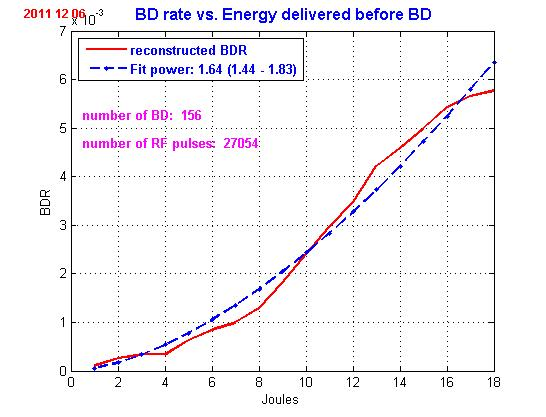 2011 12 06
x 10⁻³
BD rate vs. Energy delivered before BD
reconstructed BDR
Fit power: 1.64 (1.44 - 1.83)
number of BD: 156
number of RF pulses: 27054
BDR
7
6
5
4
3
2
1
0
0 2 4 6 8 10 12 14 16 18
Joules